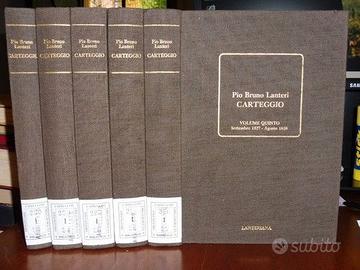 Pio Bruno
Lanteri
CARTEGGIO
Pio Bruno
Lanteri
CARTEGGIO
Pio Bruno
Lanteri
CARTEGGIO
Pio Bruno
Lanteri
CARTEGGIO
Pio Bruno
Lanteri
CARTEGGIO
Pio Bruno Lanteri
CARTEGGIO
VOLUME QUINTO
Settembre 1827 - Agosto 1830
LANTERIANA
subito.it